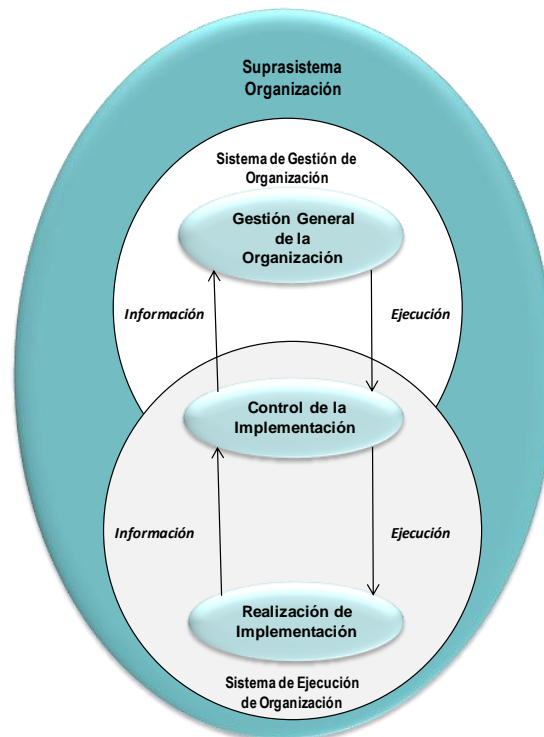 Suprasistema
Organización
Sistema de Gestión de
Organización
Gestión General
de la
Organización
Información
Ejecución
Control de la
Implementación
Información
Ejecución
Realización de
Implementación
Sistema de Ejecución
de Organización